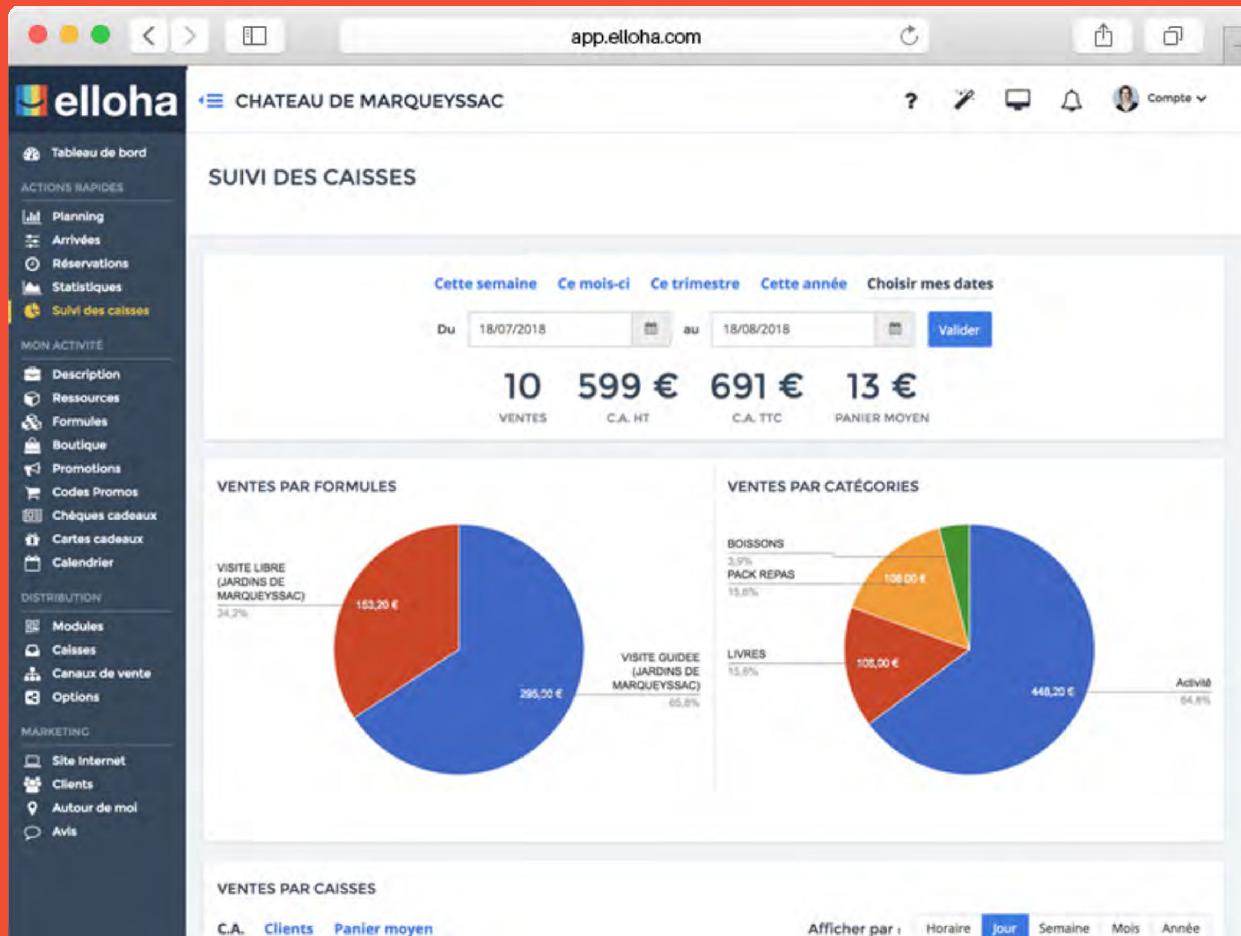 app.elloha.com
elloha
CHATEAU DE MARQUEYSSAC
?
Compte
Tableau de bord
ACTIONS RAPIDES
Planning
Arrivées
Réservations
Statistiques
Suivi des caisses
MON ACTIVITÉ
Description
Ressources
Formules
Boutique
Promotions
Codes Promos
Chèques cadeaux
Cartes cadeaux
Calendrier
DISTRIBUTION
Modules
Caisses
Canaux de vente
Options
MARKETING
Site Internet
Clients
Autour de moi
Avis
SUIVI DES CAISSES
Cette semaine Ce mois-ci Ce trimestre Cette année Choisir mes dates
Du 18/07/2018 au 18/08/2018 Valider
10 599 € 691 € 13 €
VENTES C.A. HT C.A. TTC PANIER MOYEN
VENTES PAR FORMULES
VISITE LIBRE
(JARDINS DE
MARQUEYSSAC)
34,2%
153,20 €
295,00 €
VISITE GUIDEE
(JARDINS DE
MARQUEYSSAC)
65,8%
VENTES PAR CATÉGORIES
BOISSONS
3,9%
PACK REPAS
15,6%
108,00 €
LIVRES
15,6%
108,00 €
448,20 €
Activité
64,8%
VENTES PAR CAISSES
C.A. Clients Panier moyen
Afficher par : Horaire Jour Semaine Mois Année